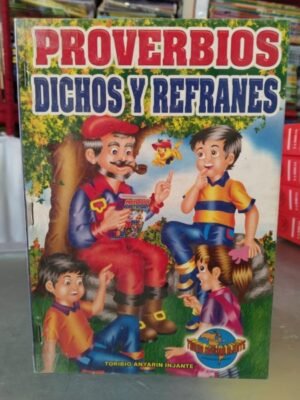 PROVERBIOS
DICHOS Y REFRANES
TORIBIO ANYARIN INJANTE